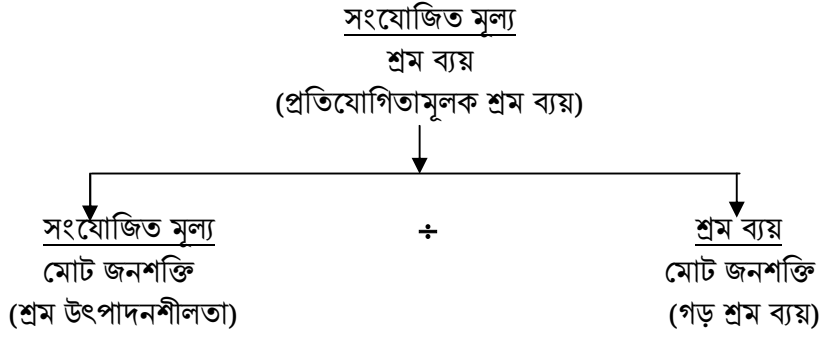 সংযোজিত মূল্য
শ্রম ব্যয়
(প্রতিযোগিতামূলক শ্রম ব্যয়)
সংযোজিত মূল্য ÷ শ্রম ব্যয়
মোট জনশক্তি মোট জনশক্তি
(শ্রম উৎপাদনশীলতা) (গড় শ্রম ব্যয়)